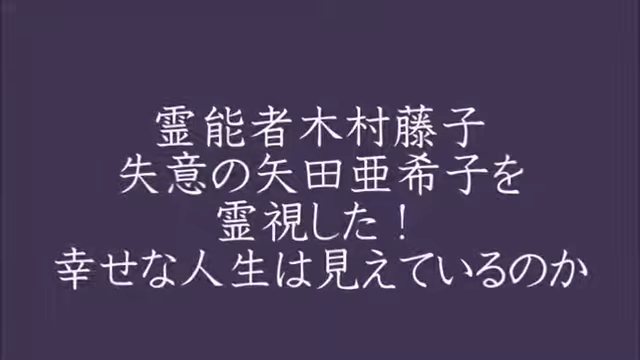 霊能者木村藤子
失意の矢田亜希子を
霊視した！
幸せな人生は見えているのか